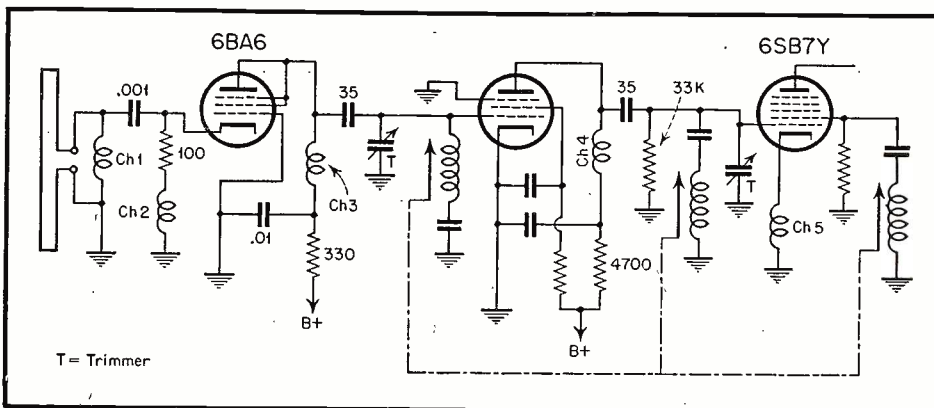 6BA6
6SB7Y
.001
35
35
33K
100
Ch1
Ch2
Ch3
Ch4
T
T
Ch5
.01
330
4700
B+
B+
T = Trimmer